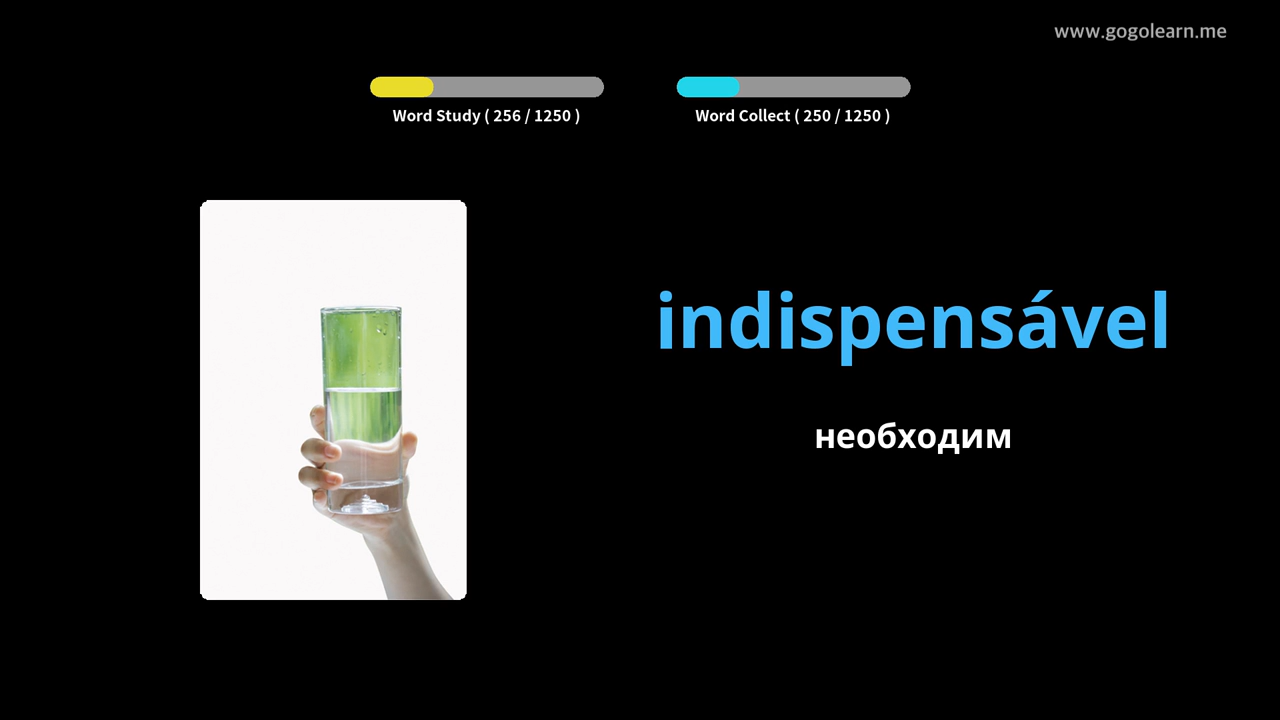 www.gogolearn.me
Word Study ( 256 / 1250 )
Word Collect ( 250 / 1250 )
indispensável
необходим